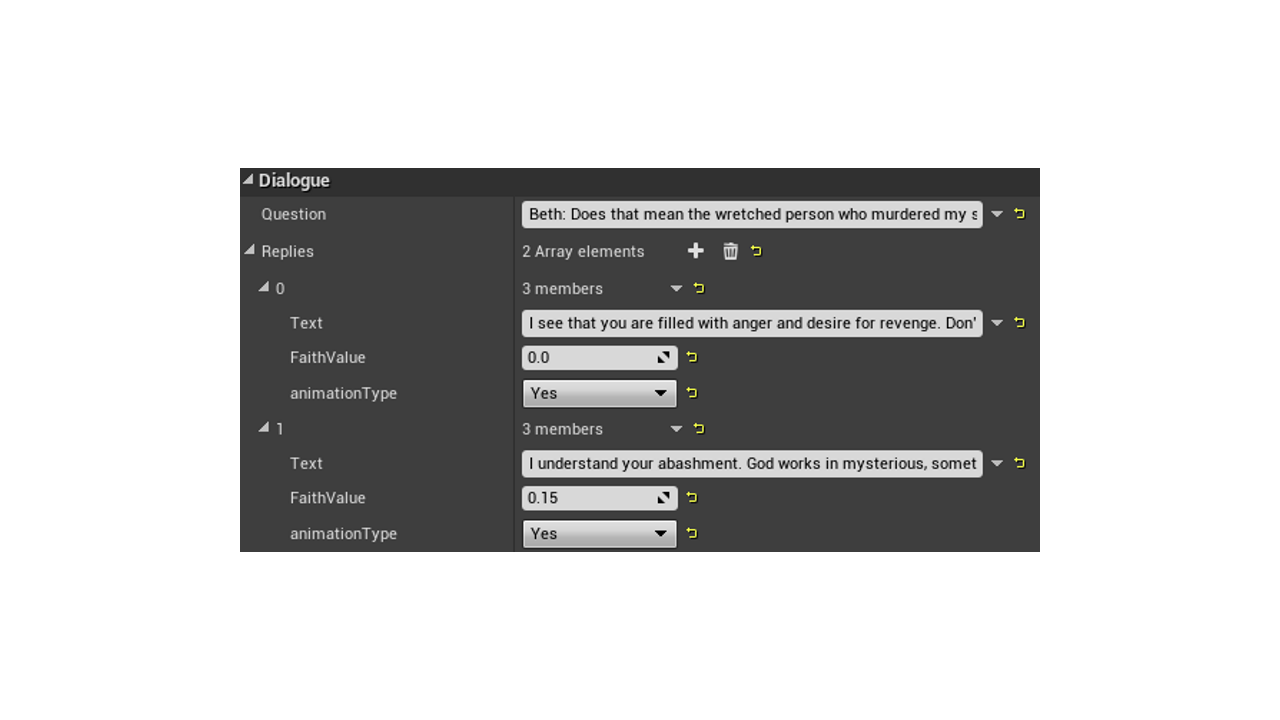 Dialogue
Question Beth: Does that mean the wretched person who murdered my s
Replies 2 Array elements
0 3 members
Text I see that you are filled with anger and desire for revenge. Don'
FaithValue 0.0
animationType Yes
1 3 members
Text I understand your abashment. God works in mysterious, somet
FaithValue 0.15
animationType Yes